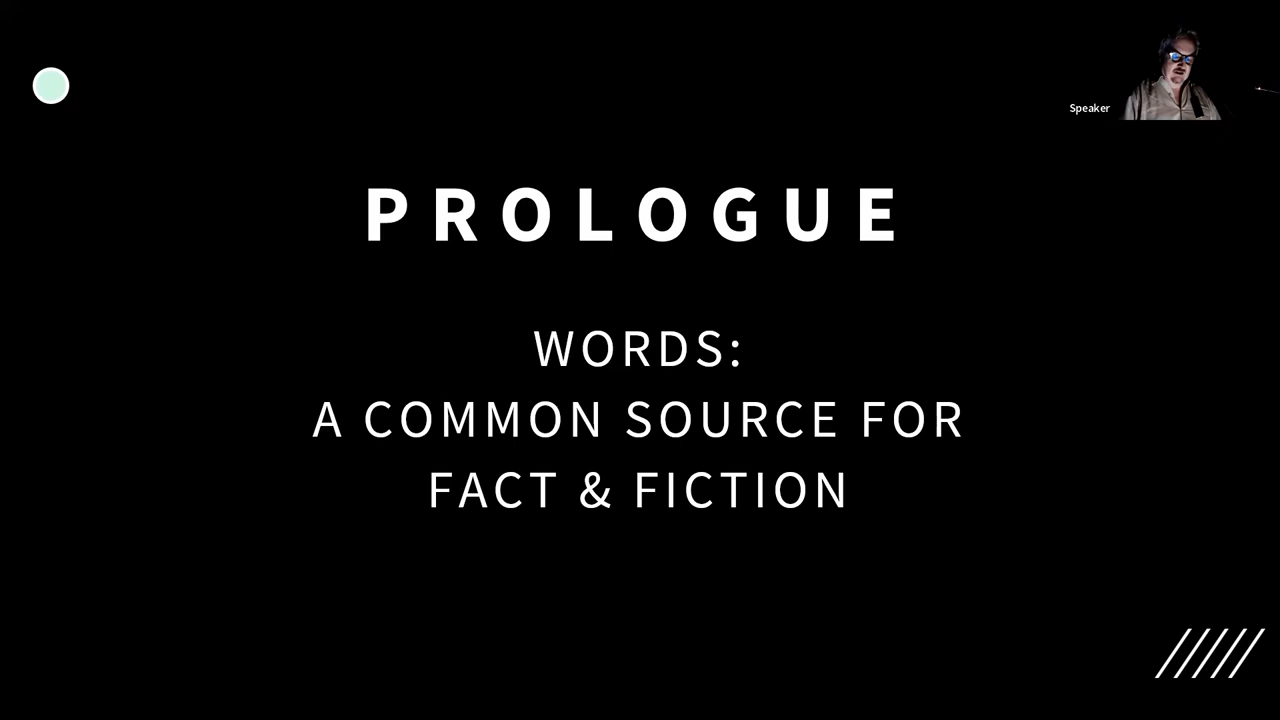 Speaker
PROLOGUE
WORDS:
A COMMON SOURCE FOR
FACT & FICTION